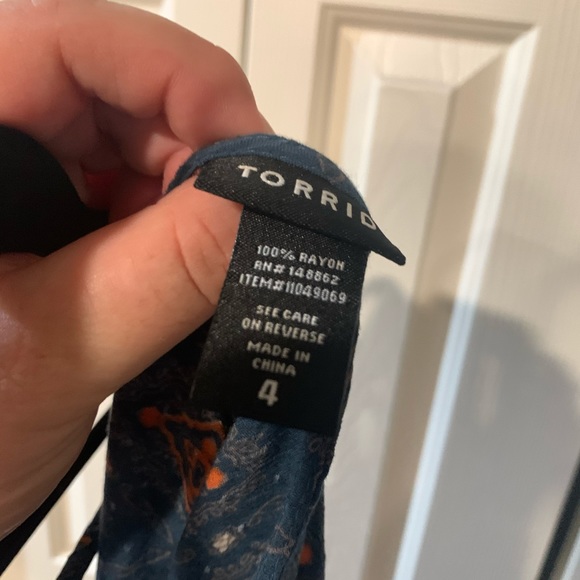 TORRID
100% RAYON
RN# 148862
ITEM#11049069
SEE CARE
ON REVERSE
MADE IN
CHINA
4